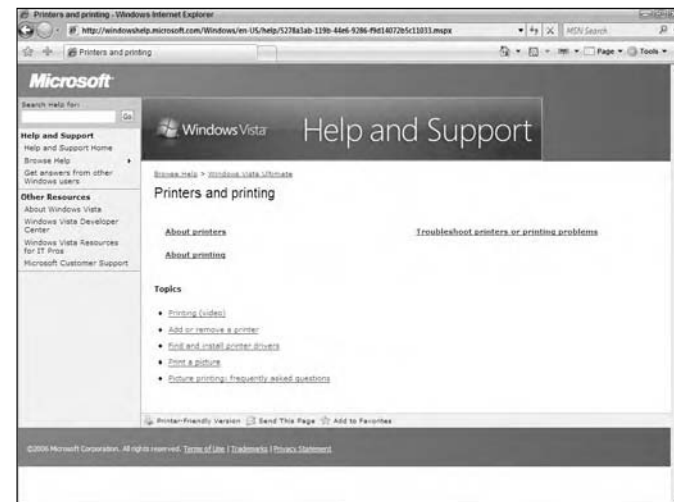 Printers and printing - Windows Internet Explorer
http://windowshelp.microsoft.com/Windows/en-US/help/5278a3ab-119b-44e6-9286-f9d14072b5c11033.mspx
MSN Search
Printers and printing
Page
Tools
Microsoft
Search Help for:
Go
Help and Support
Help and Support Home
Browse Help
Get answers from other
Windows users
Other Resources
About Windows Vista
Windows Vista Developer
Center
Windows Vista Resources
for IT Pros
Microsoft Customer Support
Windows Vista
Help and Support
Browse Help > Windows Vista Ultimate
Printers and printing
About printers
Troubleshoot printers or printing problems
About printing
Topics
• Printing (video)
• Add or remove a printer
• Find and install printer drivers
• Print a picture
• Picture printing: frequently asked questions
Printer-Friendly Version
Send This Page
Add to Favorites
©2006 Microsoft Corporation. All rights reserved. Terms of Use | Trademarks | Privacy Statement